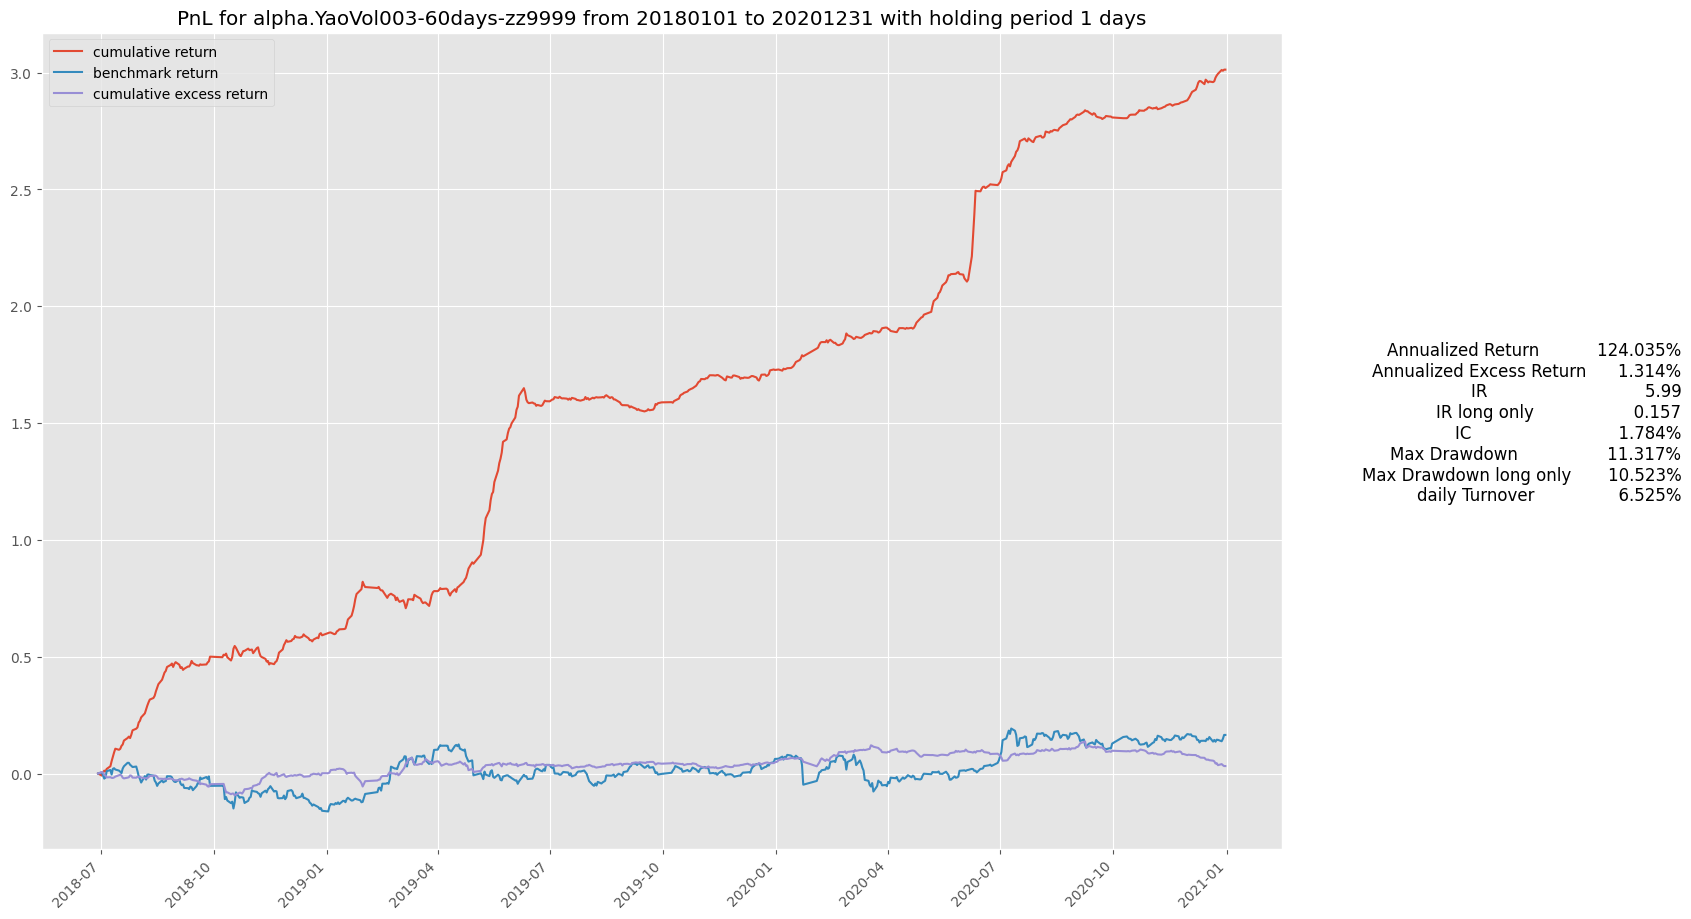 PnL for alpha.YaoVol003-60days-zz9999 from 20180101 to 20201231 with holding period 1 days
cumulative return
benchmark return
cumulative excess return
3.0
2.5
2.0
1.5
1.0
0.5
0.0
2018-07
2018-10
2019-01
2019-04
2019-07
2019-10
2020-01
2020-04
2020-07
2020-10
2021-01
Annualized Return 124.035%
Annualized Excess Return 1.314%
IR 5.99
IR long only 0.157
IC 1.784%
Max Drawdown 11.317%
Max Drawdown long only 10.523%
daily Turnover 6.525%